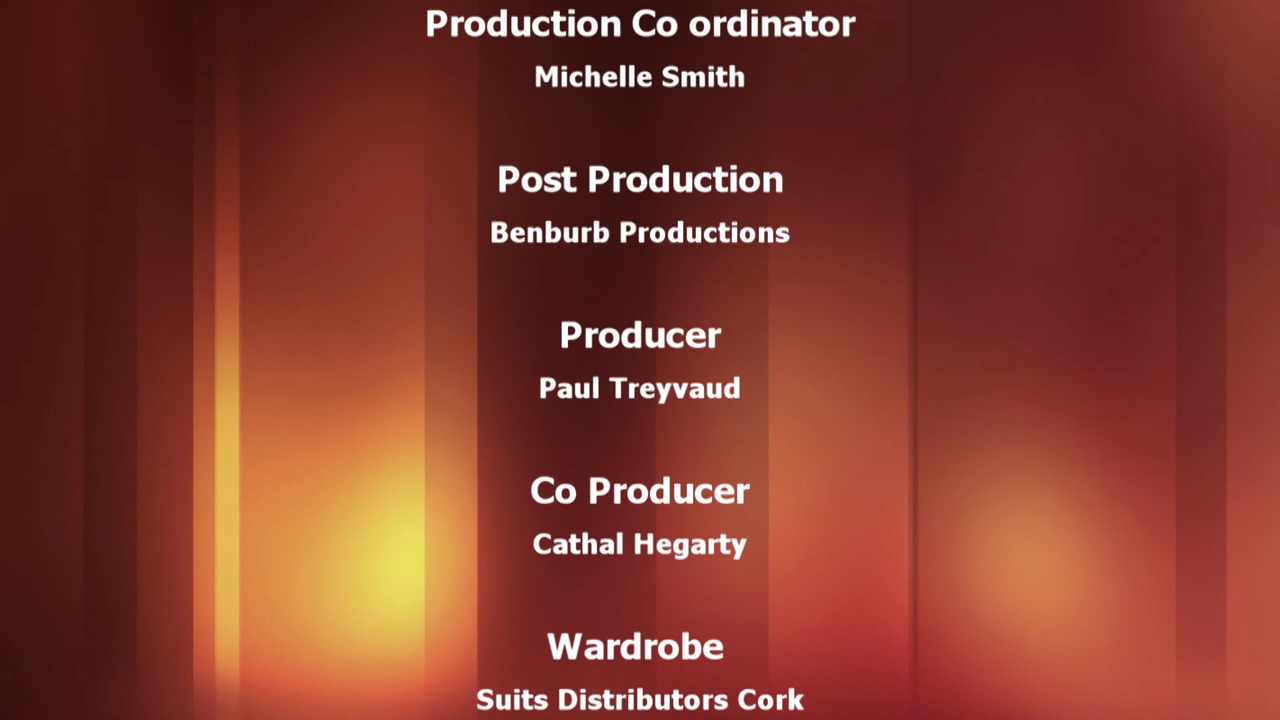 Production Co ordinator
Michelle Smith
Post Production
Benburb Productions
Producer
Paul Treyvaud
Co Producer
Cathal Hegarty
Wardrobe
Suits Distributors Cork